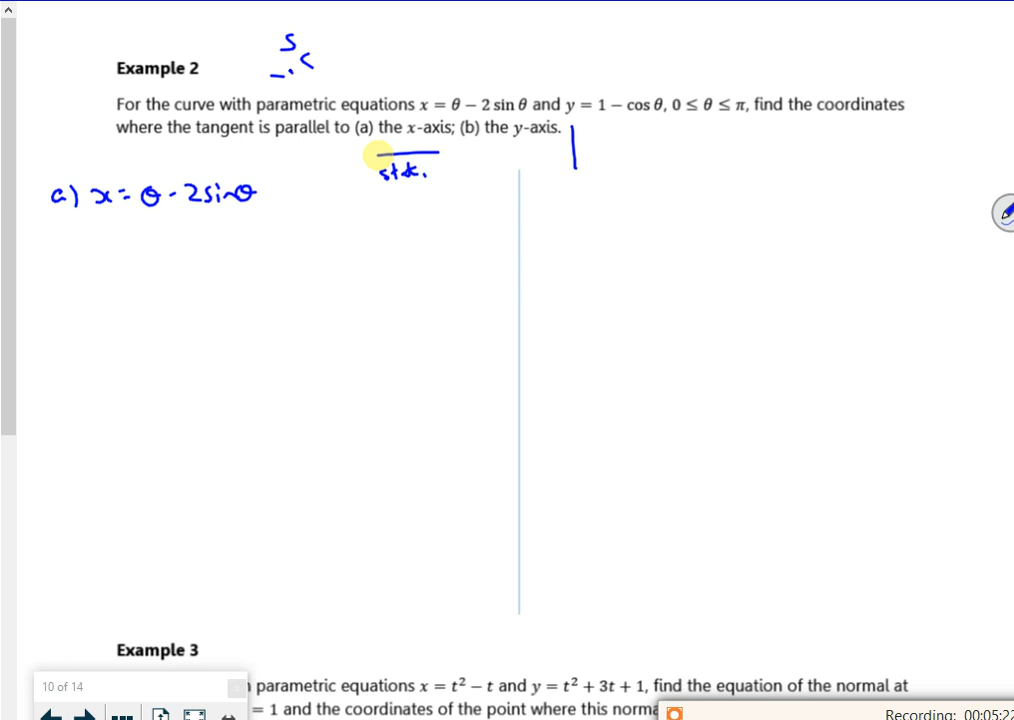 Example 2
For the curve with parametric equations x = θ − 2 sin θ and y = 1 − cos θ, 0 ≤ θ ≤ π, find the coordinates
where the tangent is parallel to (a) the x-axis; (b) the y-axis.
a) x = θ - 2sinθ
Example 3
parametric equations x = t² − t and y = t² + 3t + 1, find the equation of the normal at
= 1 and the coordinates of the point where this norma
10 of 14
Recording: 00:05:22